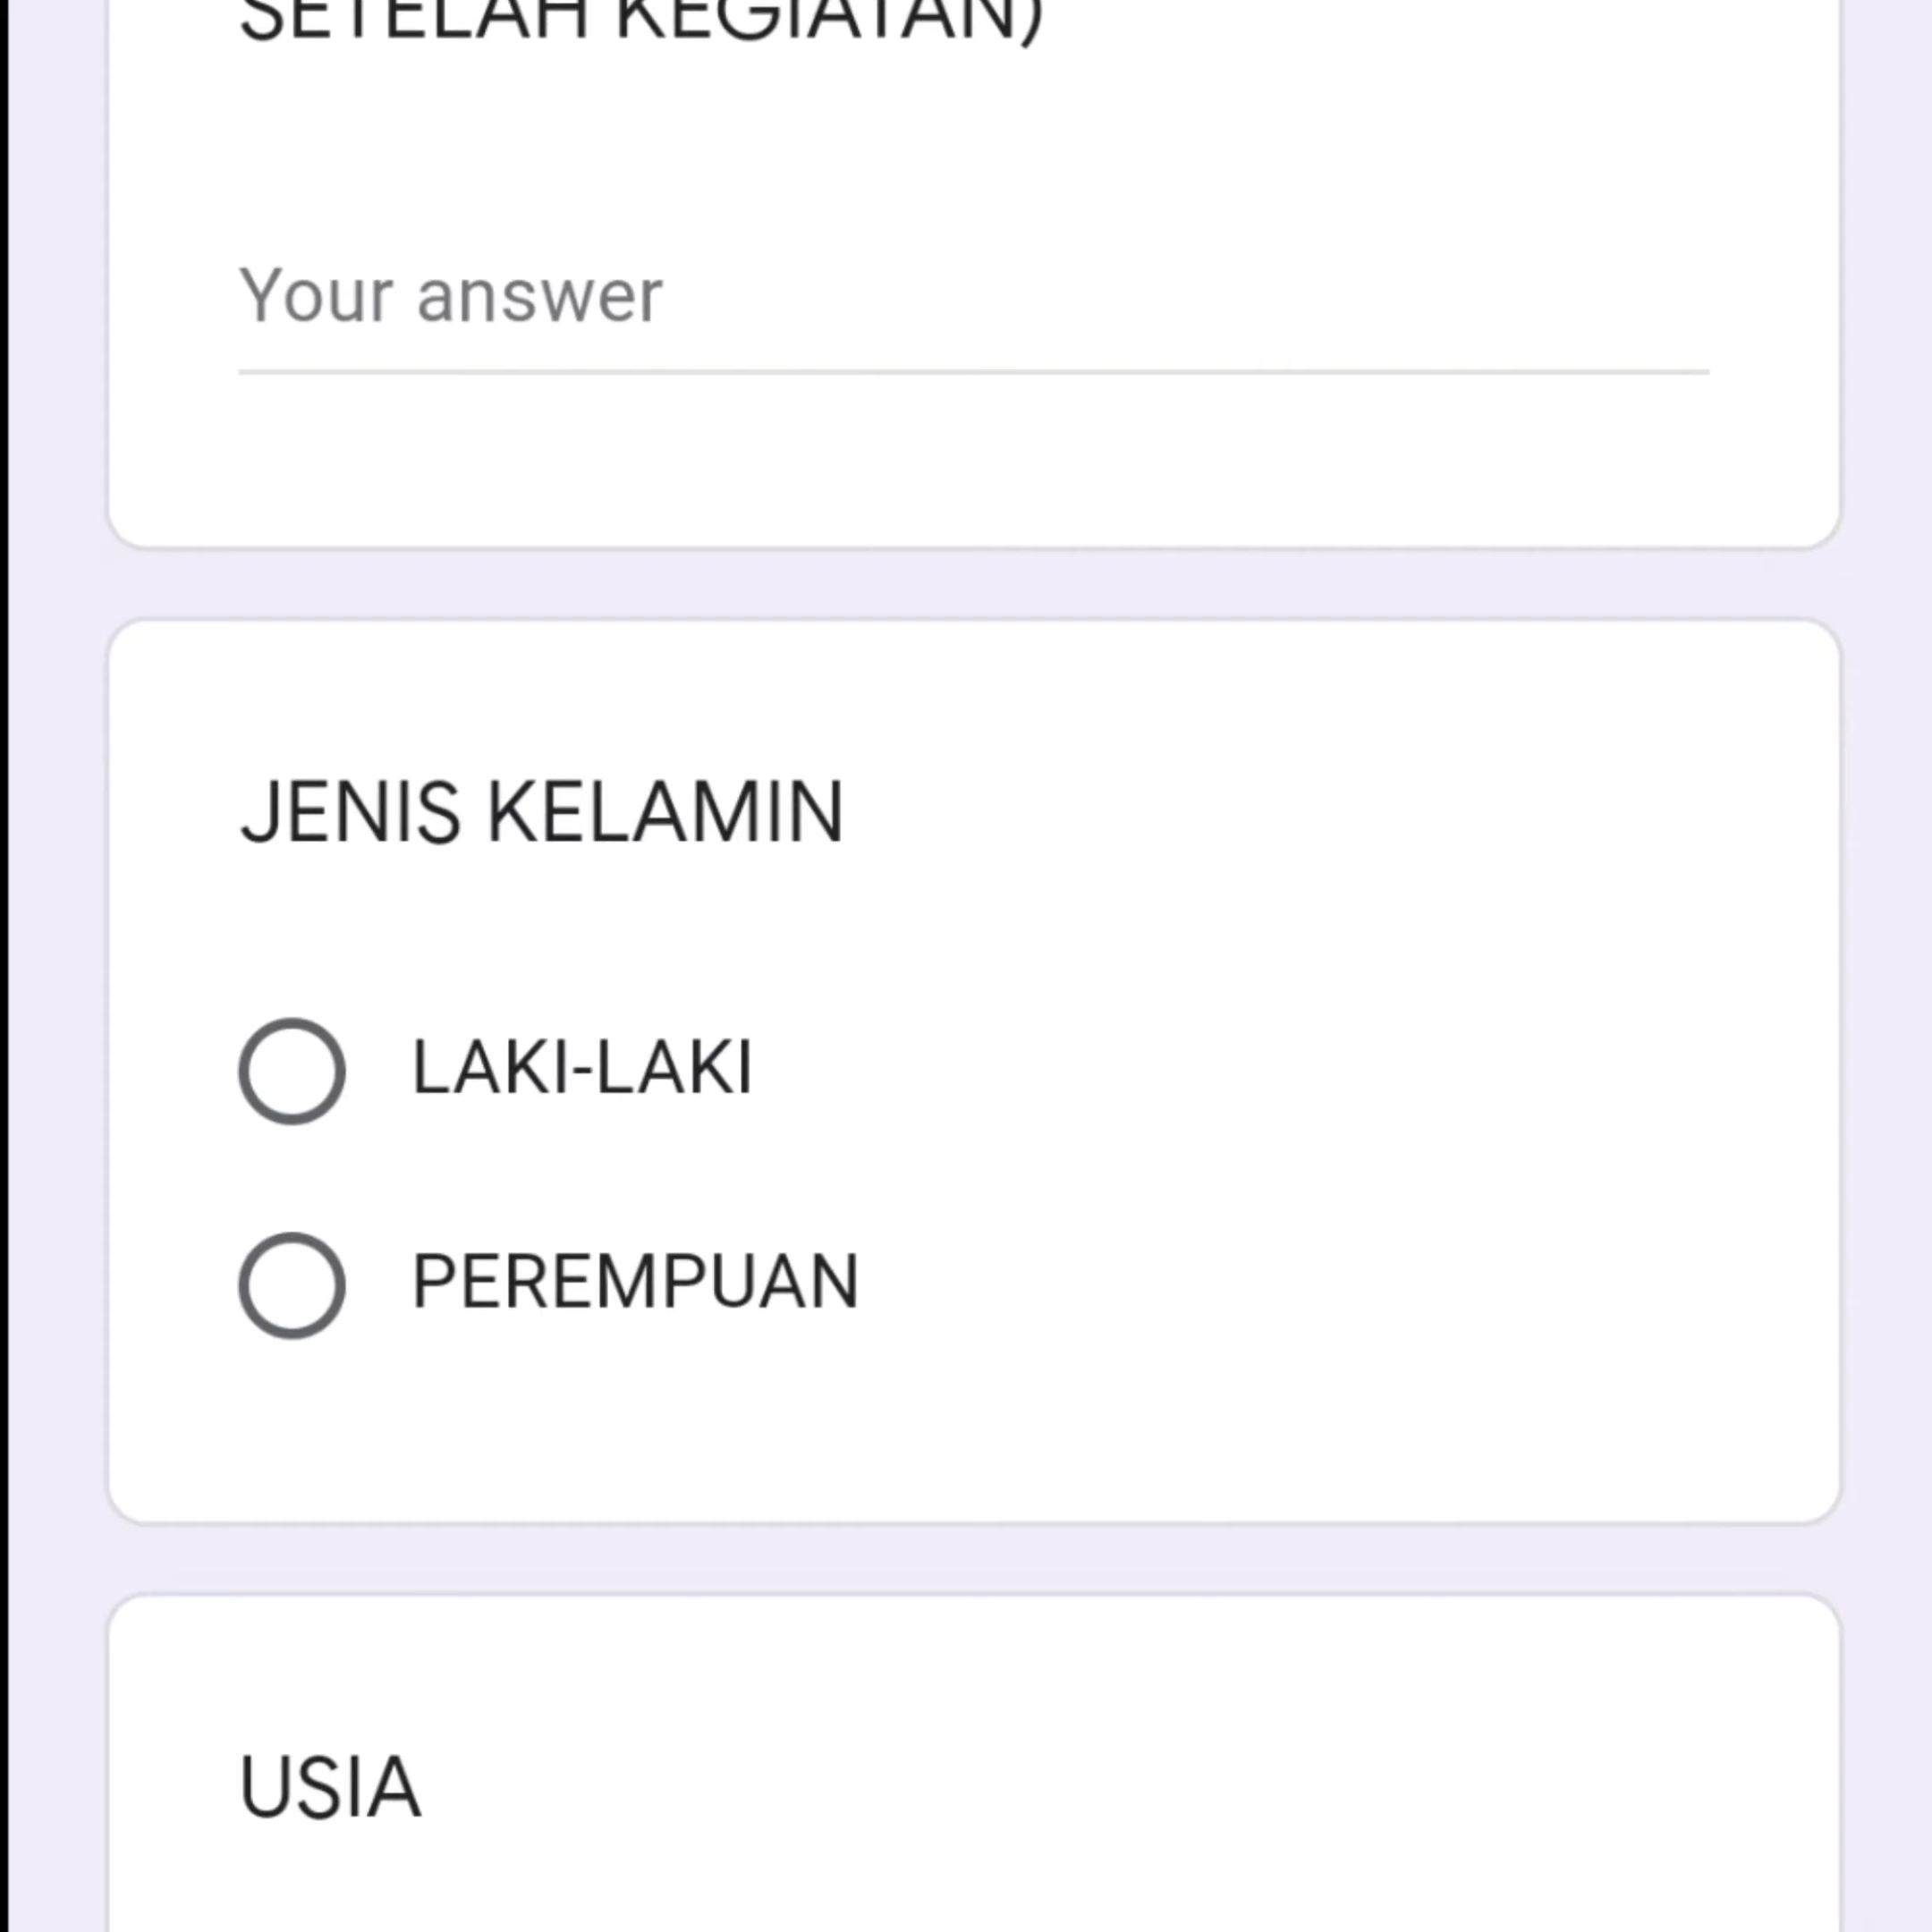 SETELAH KEGIATAN)
Your answer
JENIS KELAMIN
LAKI-LAKI
PEREMPUAN
USIA